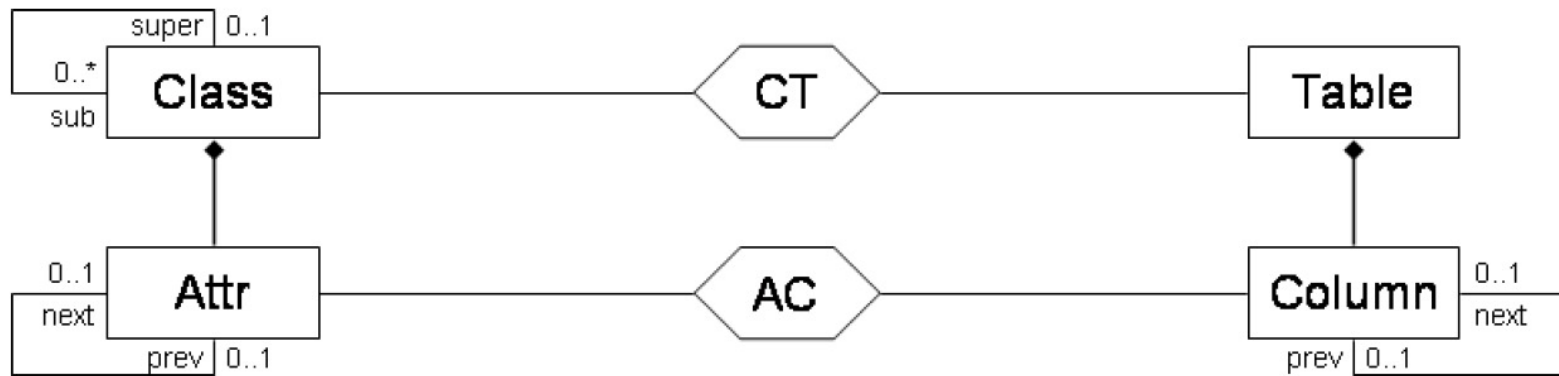 super 0..1
0..*
Class CT Table
sub
0..1 Attr AC Column 0..1
next next
prev 0..1 prev 0..1